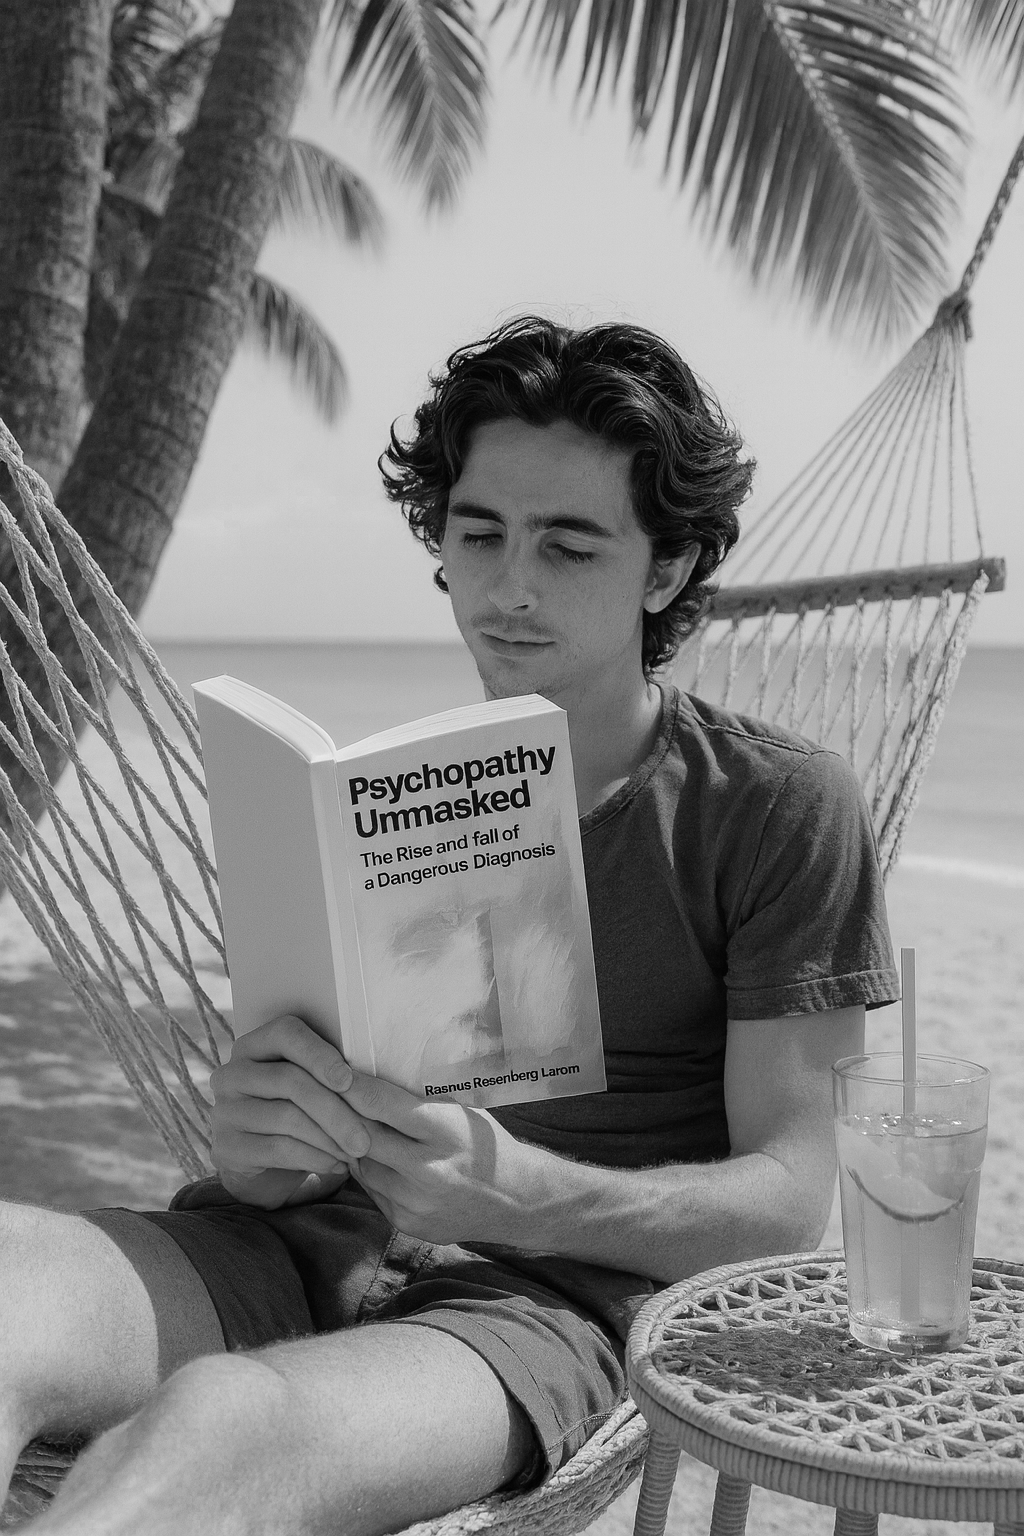 Psychopathy
Unmasked
The Rise and fall of
a Dangerous Diagnosis
Rasnus Resenberg Larom